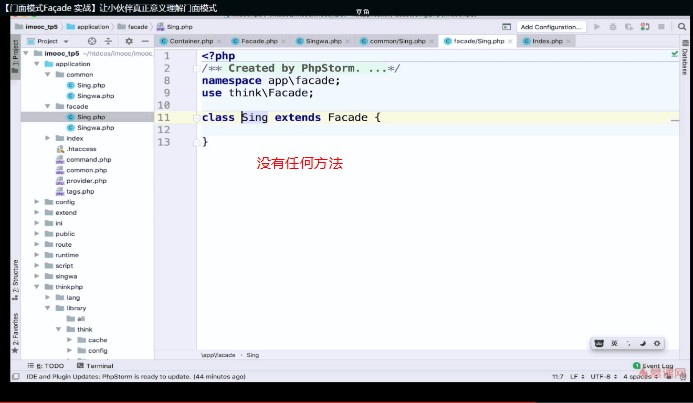 【门面模式Façade 实战】让小伙伴真正意义理解门面模式
imooc_tp5 application facade Sing.php
Add Configuration...
Project
Container.php Facade.php Singwa.php common/Sing.php facade/Sing.php Index.php
1: Project
Database
imooc_tp5 ~/htdocs/imooc/imooc_
application
common
Sing.php
Singwa.php
facade
Sing.php
Singwa.php
index
.htaccess
command.php
common.php
provider.php
tags.php
config
extend
ini
public
route
runtime
script
singwa
thinkphp
lang
library
think
cache
config
1 <?php
2 /** Created by PhpStorm. ...*/
8 namespace app\facade;
9 use think\Facade;
10
11 class Sing extends Facade {
12
13 }
没有任何方法
英
Z: Structure
2: Favorites
\app\facade Sing
6: TODO Terminal
1 Event Log
IDE and Plugin Updates: PhpStorm is ready to update. (44 minutes ago)
11:7 LF UTF-8 4 spaces